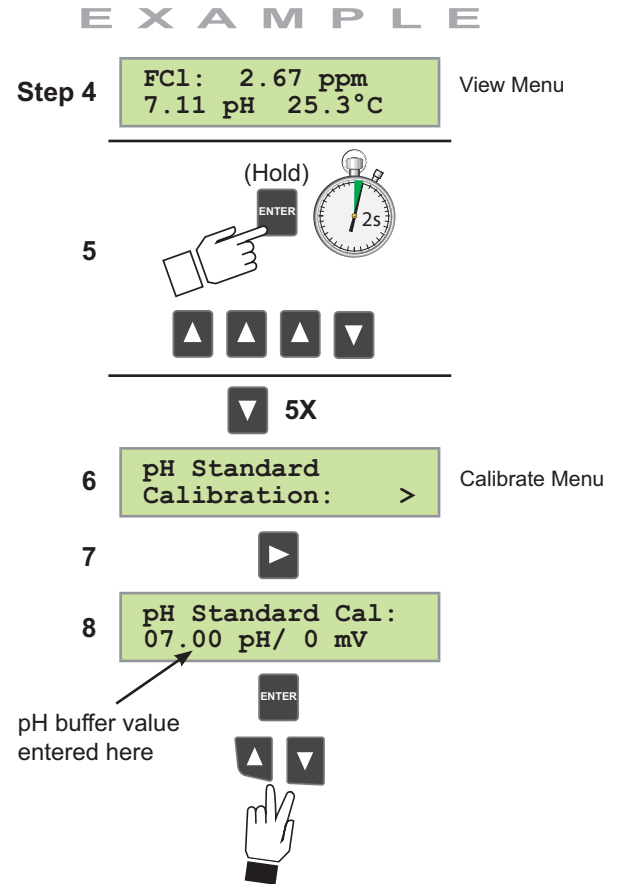 EXAMPLE
Step 4
FCl: 2.67 ppm
7.11 pH 25.3°C
View Menu
(Hold)
ENTER
2s
5
5X
6
pH Standard
Calibration: >
Calibrate Menu
7
8
pH Standard Cal:
07.00 pH/ 0 mV
ENTER
pH buffer value
entered here